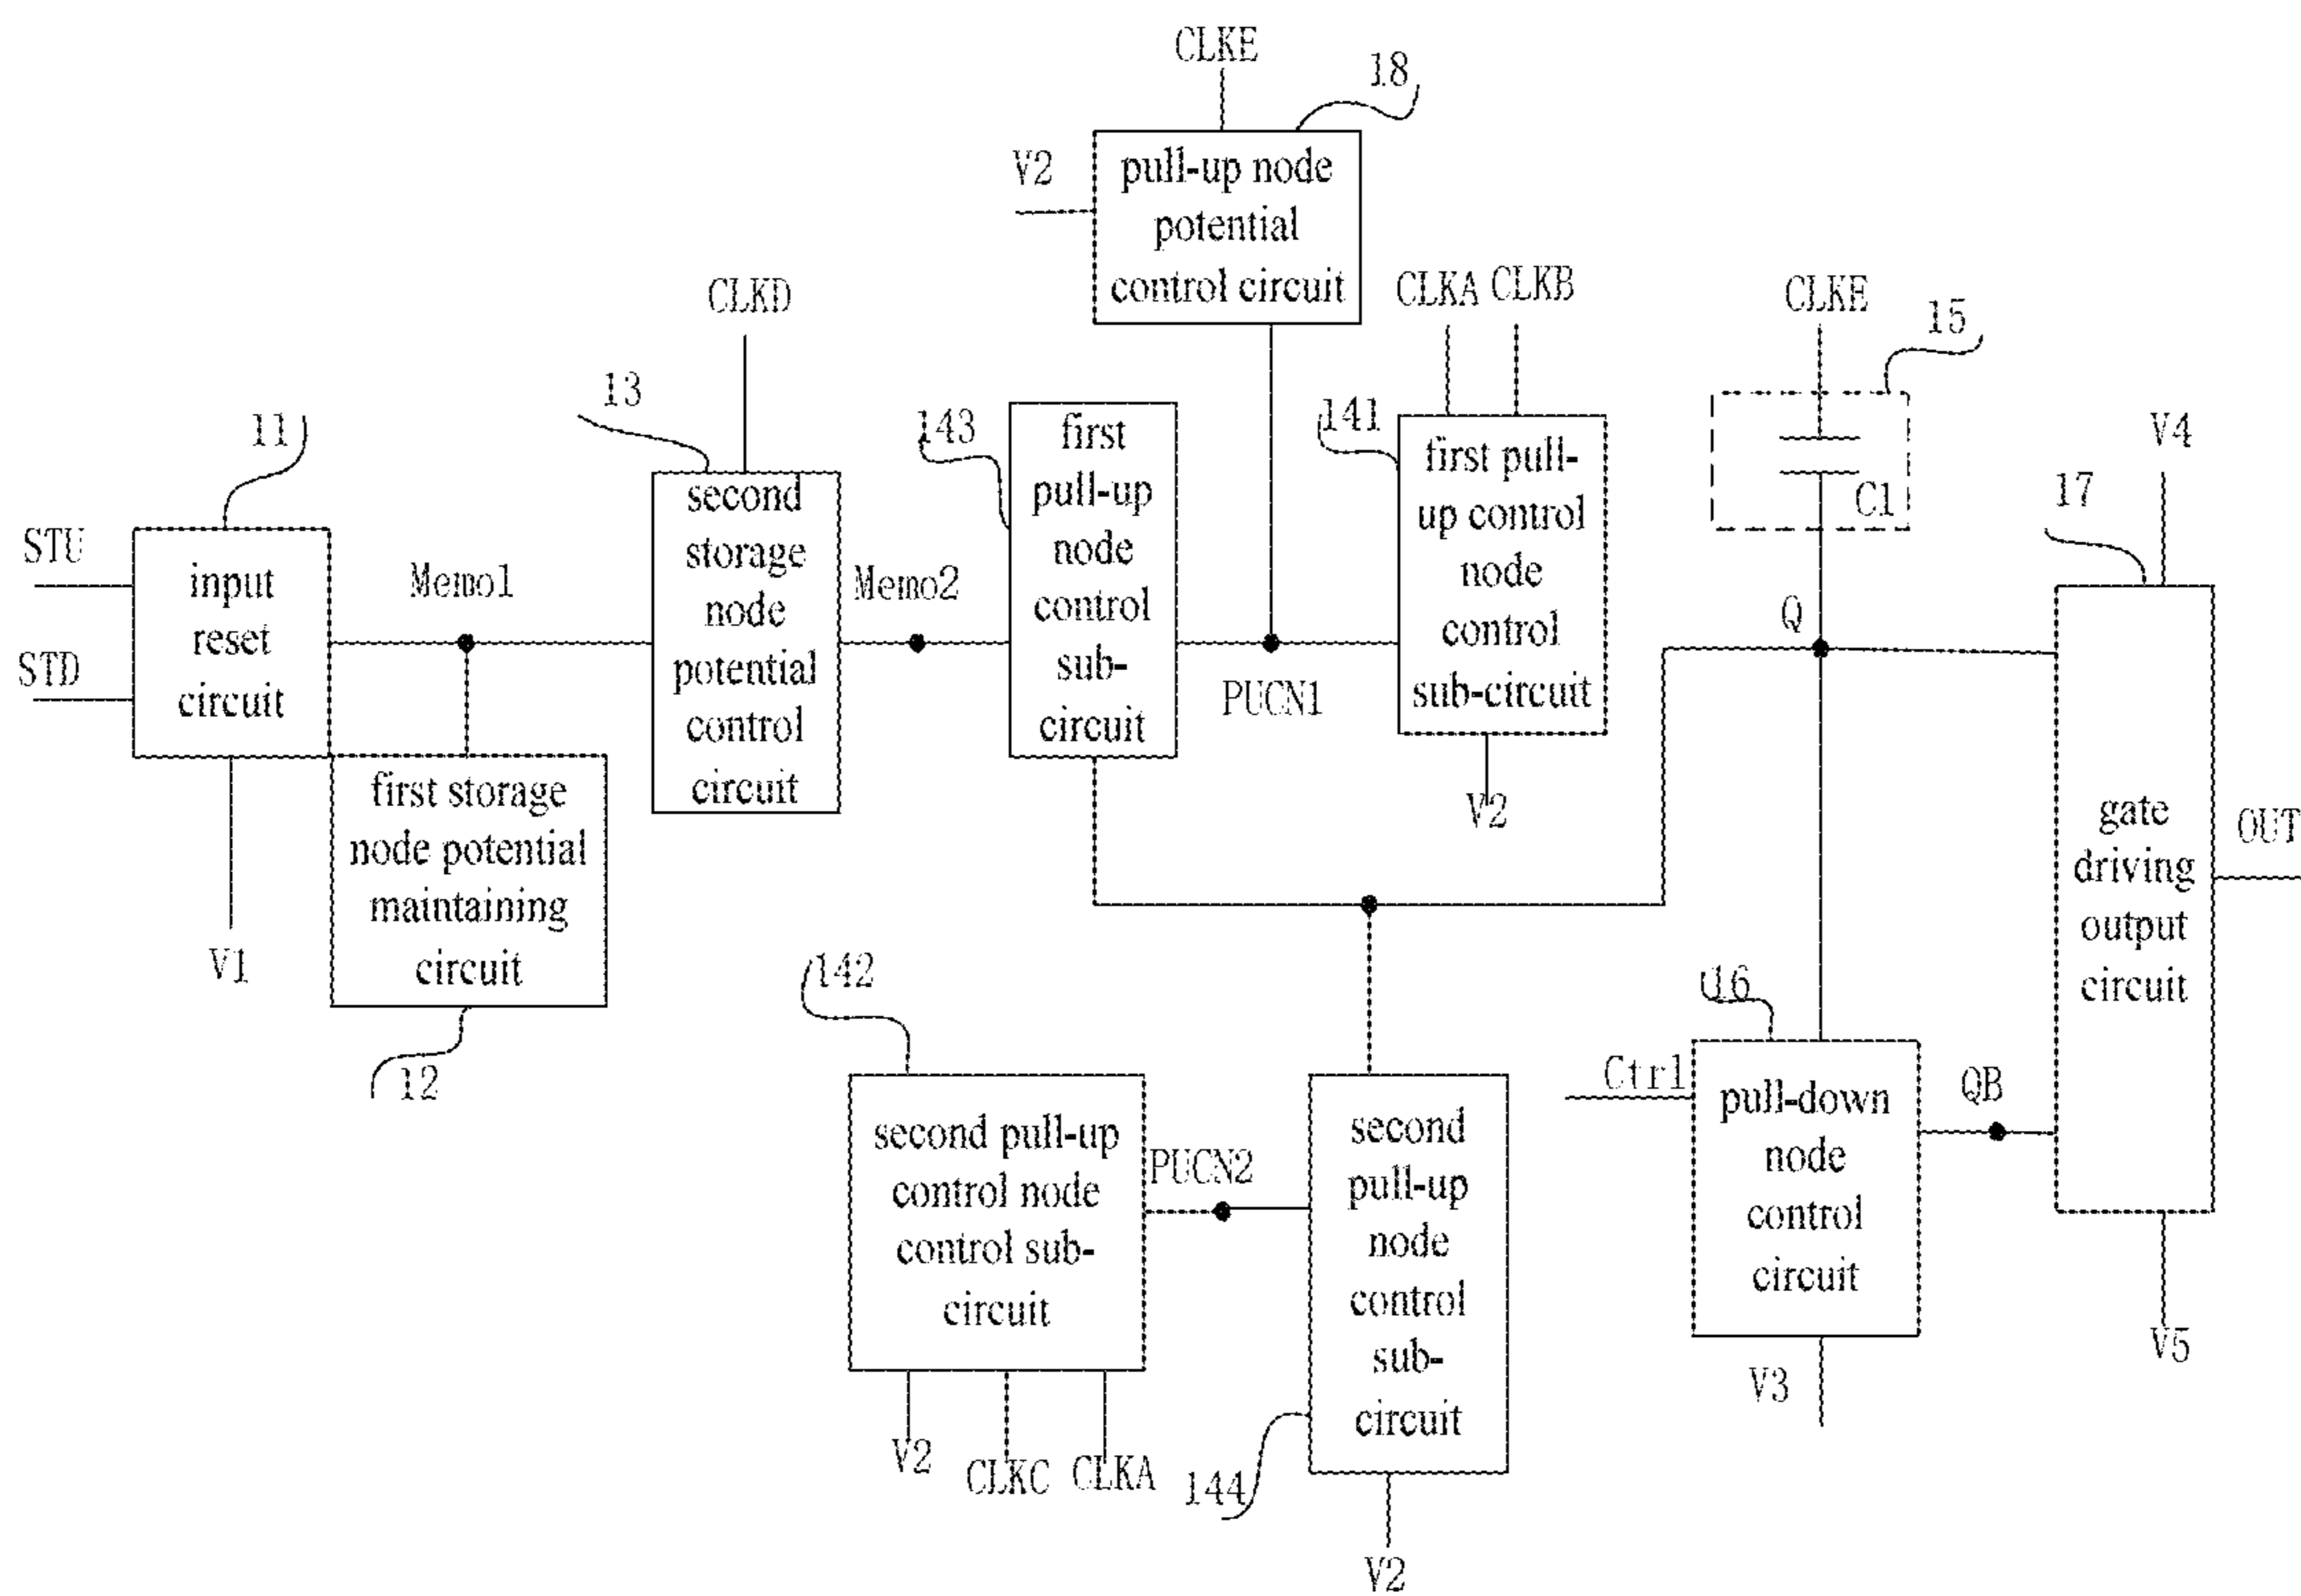 CLKE
18
V2
pull-up node
potential
control circuit
CLKD
CLKA
CLKB
CLKE
15
13
11
143
first
pull-up
node
control
sub-
circuit
141
first pull-
up control
node
control
sub-circuit
C1
V4
17
STU
STD
input
reset
circuit
Memo1
second
storage
node
potential
control
circuit
Memo2
PUCN1
Q
V2
V1
first storage
node potential
maintaining
circuit
12
gate
driving
output
circuit
OUT
142
second pull-up
control node
control sub-
circuit
PUCN2
second
pull-up
node
control
sub-
circuit
16
Ctrl
pull-down
node
control
circuit
QB
V3
V5
V2
CLKC
CLKA
144
V2